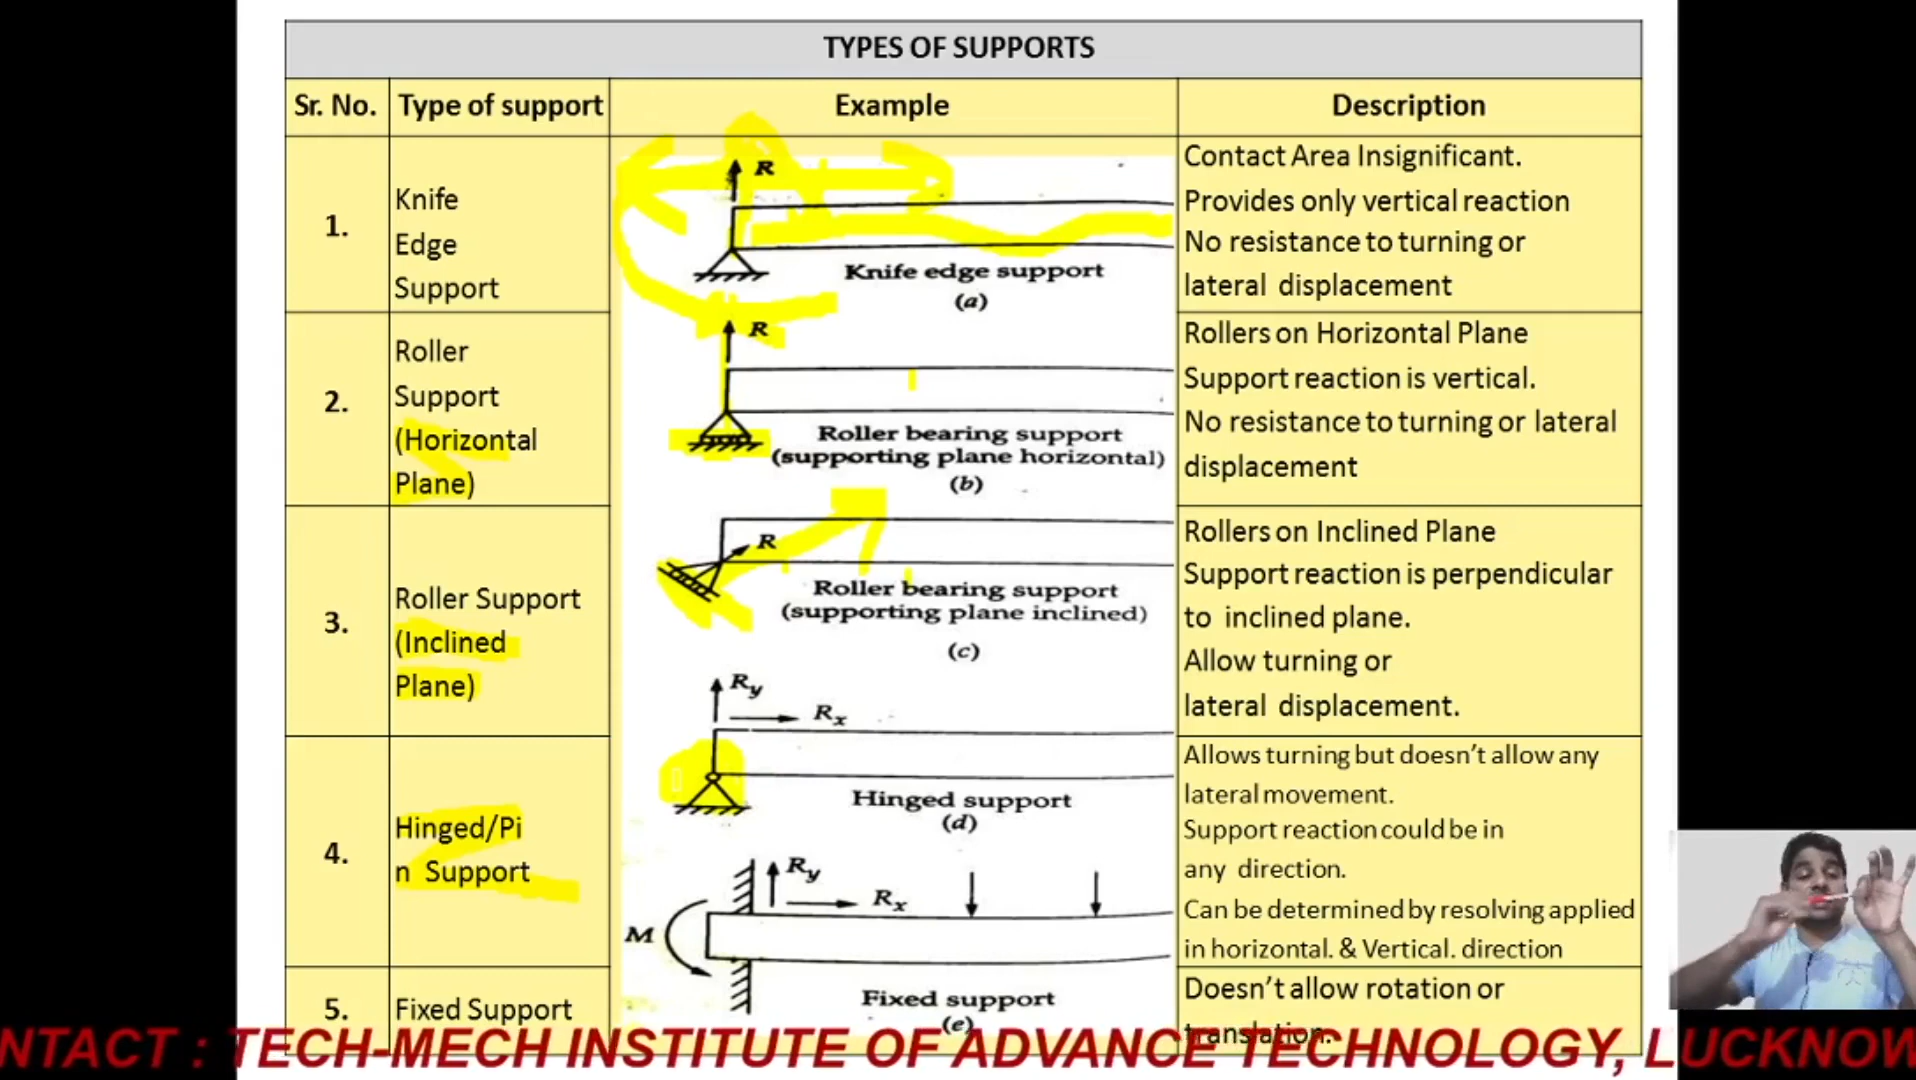 TYPES OF SUPPORTS
Sr. No.
Type of support
Example
Description
1.
Knife
Edge
Support
R
Knife edge support
(a)
Contact Area Insignificant.
Provides only vertical reaction
No resistance to turning or
lateral displacement
2.
Roller
Support
(Horizontal
Plane)
R
Roller bearing support
(supporting plane horizontal)
(b)
Rollers on Horizontal Plane
Support reaction is vertical.
No resistance to turning or lateral
displacement
3.
Roller Support
(Inclined
Plane)
R
Roller bearing support
(supporting plane inclined)
(c)
Rollers on Inclined Plane
Support reaction is perpendicular
to inclined plane.
Allow turning or
lateral displacement.
4.
Hinged/Pi
n Support
Ry
Rx
Hinged support
(d)
Allows turning but doesn't allow any
lateral movement.
Support reaction could be in
any direction.
Can be determined by resolving applied
in horizontal. & Vertical. direction
5.
Fixed Support
Ry
Rx
M
Fixed support
(e)
Doesn't allow rotation or
translation.
NTACT : TECH-MECH INSTITUTE OF ADVANCE TECHNOLOGY, LUCKNOW